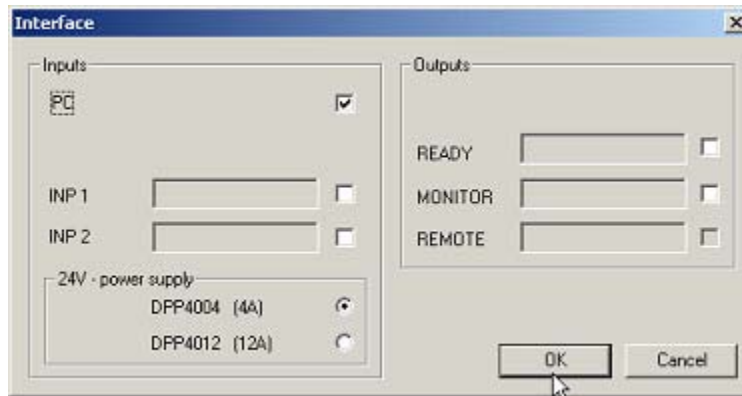 Interface
Inputs
PC
INP 1
INP 2
24V - power supply
DPP4004 (4A)
DPP4012 (12A)
Outputs
READY
MONITOR
REMOTE
OK
Cancel